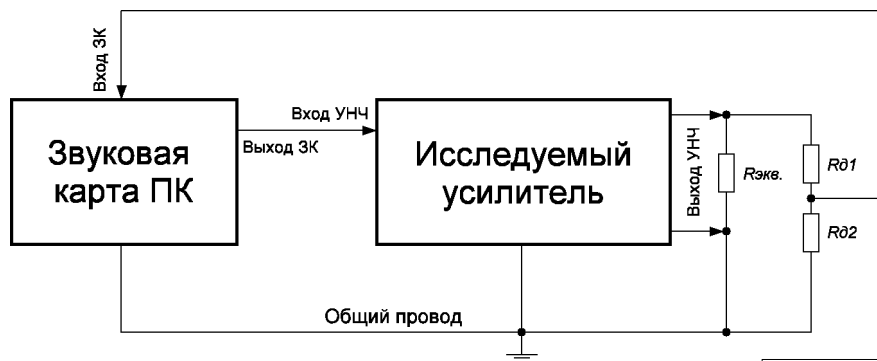 Вход ЗК
Звуковая
карта ПК
Вход УНЧ
Выход ЗК
Исследуемый
усилитель
Выход УНЧ
Rэкв.
Rд1
Rд2
Общий провод